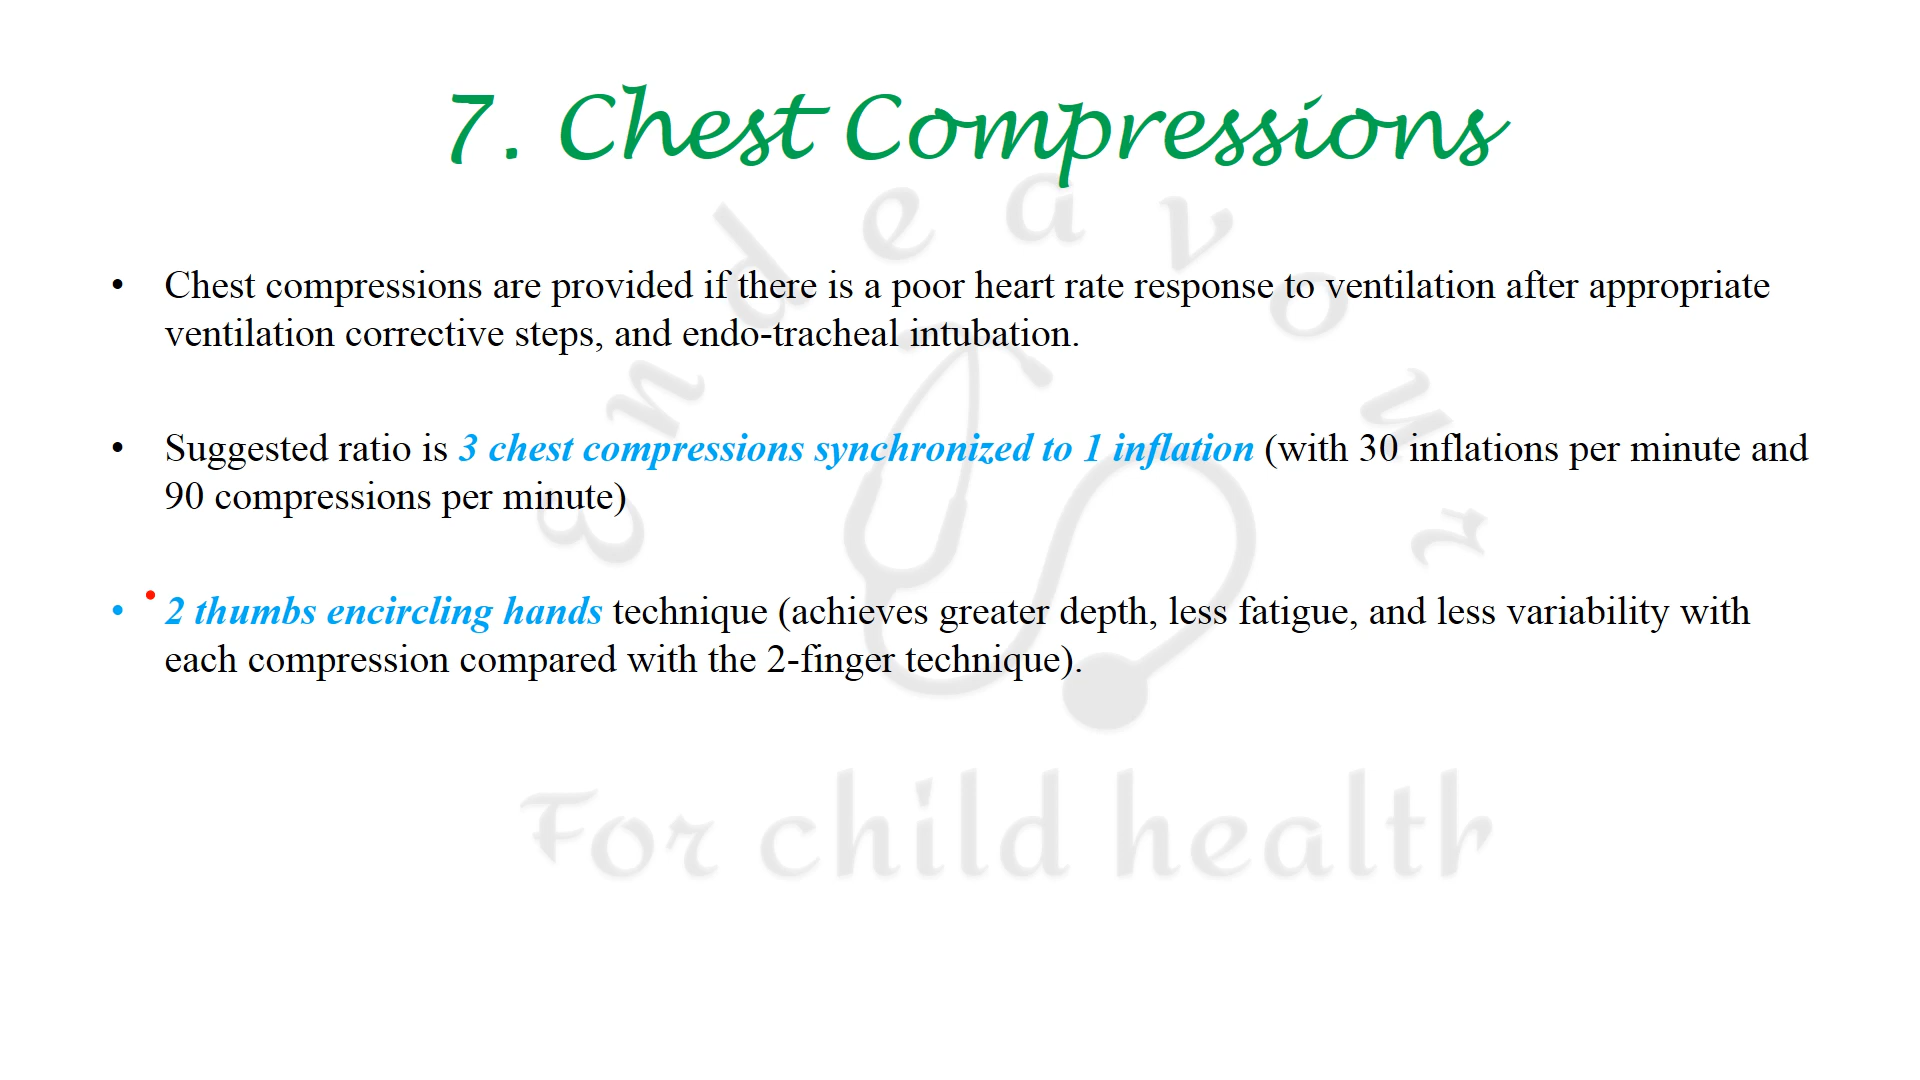 7. Chest Compressions
• Chest compressions are provided if there is a poor heart rate response to ventilation after appropriate
ventilation corrective steps, and endo-tracheal intubation.
• Suggested ratio is 3 chest compressions synchronized to 1 inflation (with 30 inflations per minute and
90 compressions per minute)
• 2 thumbs encircling hands technique (achieves greater depth, less fatigue, and less variability with
each compression compared with the 2-finger technique).
Endeavour
For child health